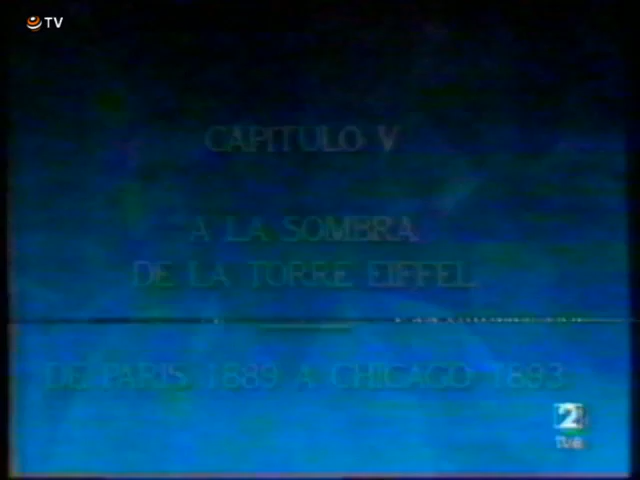 TV
CAPITULO V
A LA SOMBRA
DE LA TORRE EIFFEL
DE PARIS 1889 A CHICAGO 1893
2
tve